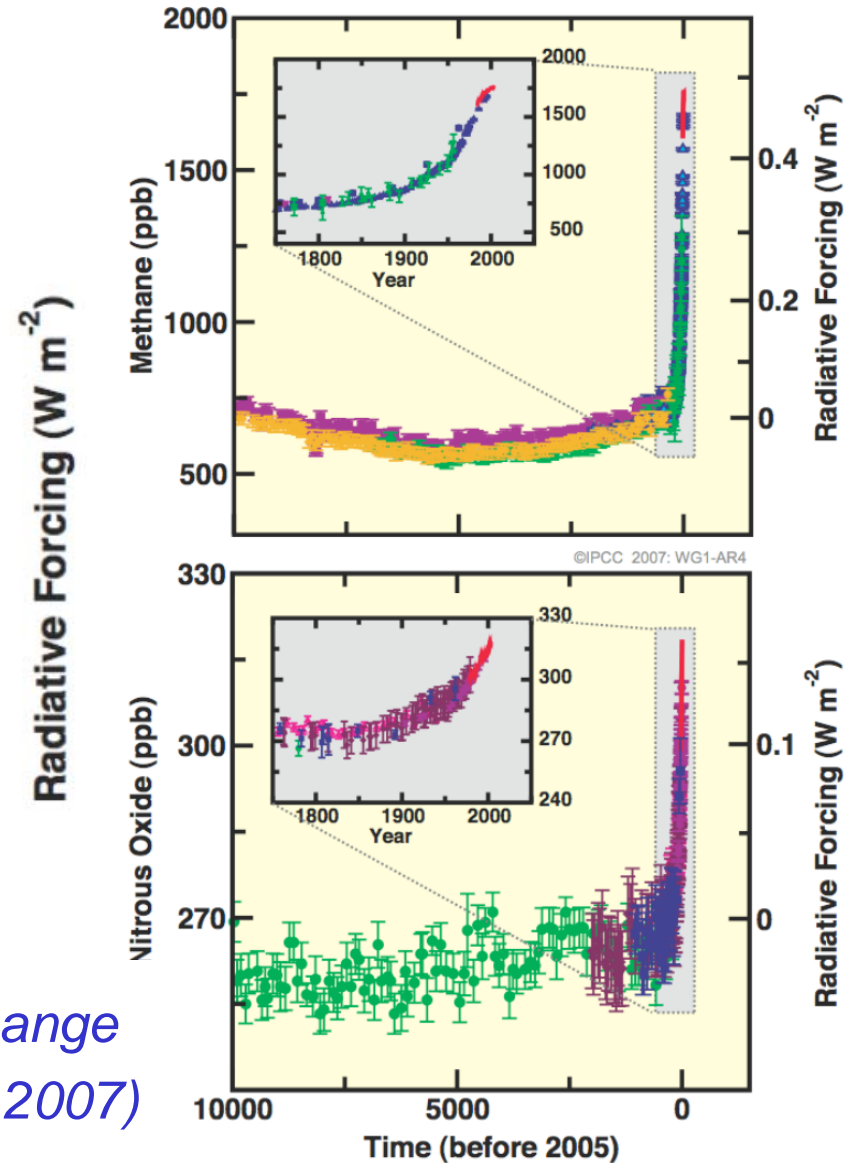 2000
1500
1000
500
Methane (ppb)
2000
1500
1000
500
1800 1900 2000
Year
0.4
0.2
0
Radiative Forcing (W m-2)
Radiative Forcing (W m-2)
©IPCC 2007: WG1-AR4
330
300
270
Nitrous Oxide (ppb)
330
300
270
240
1800 1900 2000
Year
0.1
0
Radiative Forcing (W m-2)
ange
2007)
10000 5000 0
Time (before 2005)